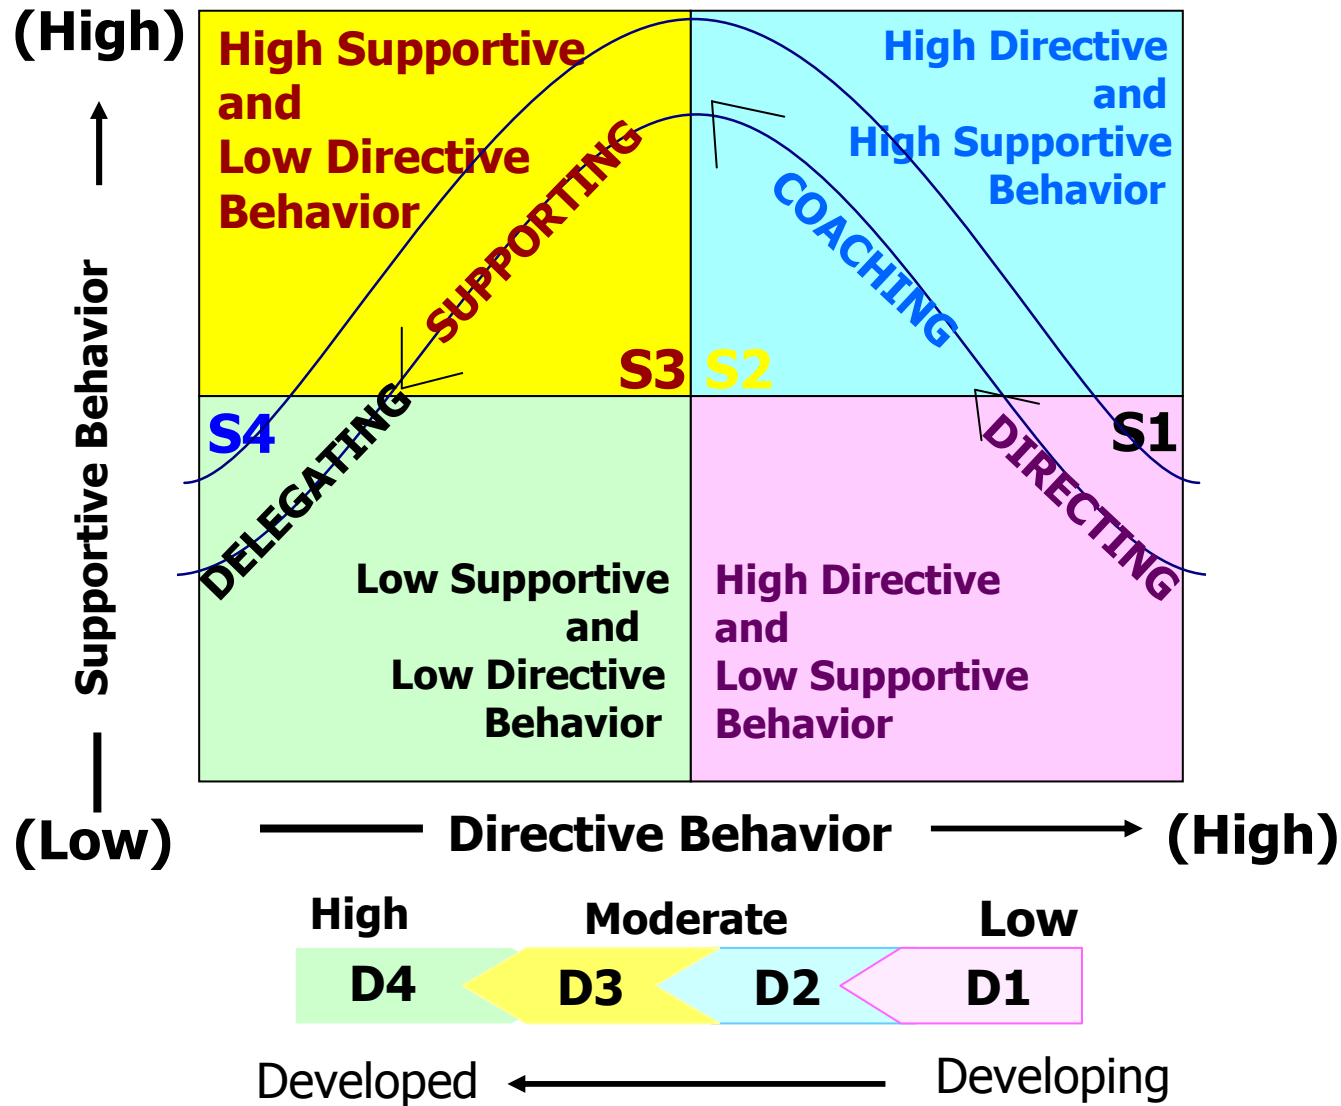 (High)
High Supportive
and
Low Directive
Behavior
High Directive
and
High Supportive
Behavior
SUPPORTING
COACHING
S3
S2
Supportive Behavior
S4
S1
DELEGATING
DIRECTING
Low Supportive
and
Low Directive
Behavior
High Directive
and
Low Supportive
Behavior
(Low)
Directive Behavior
(High)
High
Moderate
Low
D4
D3
D2
D1
Developed
Developing